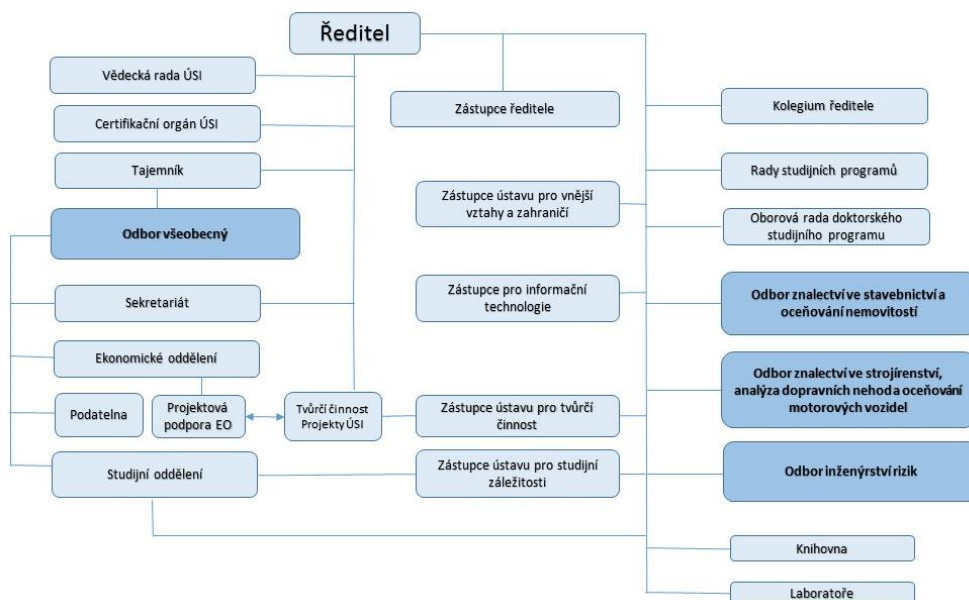 Ředitel
Vědecká rada ÚSI
Certifikační orgán ÚSI
Tajemník
Odbor všeobecný
Sekretariát
Ekonomické oddělení
Podatelna
Projektová
podpora EO
Tvůrčí činnost
Projekty ÚSI
Studijní oddělení
Zástupce ředitele
Zástupce ústavu pro vnější
vztahy a zahraničí
Zástupce pro informační
technologie
Zástupce ústavu pro tvůrčí
činnost
Zástupce ústavu pro studijní
záležitosti
Kolegium ředitele
Rady studijních programů
Oborová rada doktorského
studijního programu
Odbor znalectví ve stavebnictví a
oceňování nemovitostí
Odbor znalectví ve strojírenství,
analýza dopravních nehod a oceňování
motorových vozidel
Odbor inženýrství rizik
Knihovna
Laboratoře